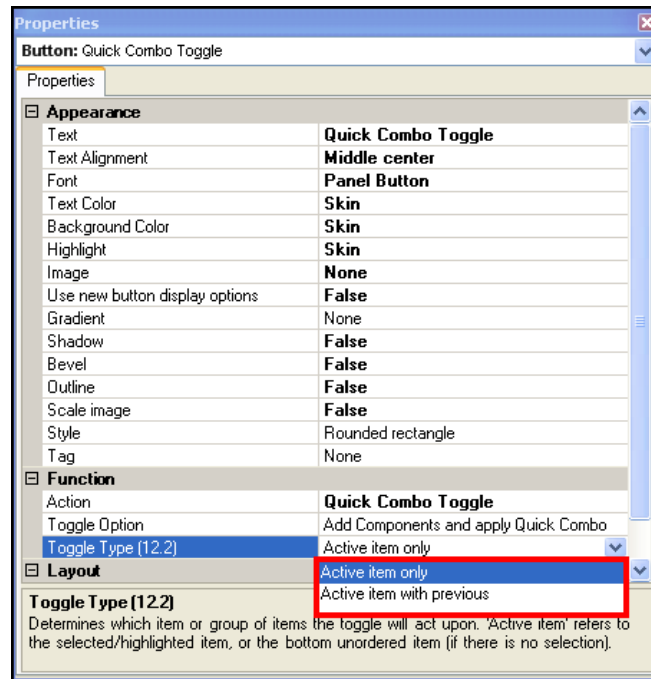 Properties
Button: Quick Combo Toggle
Properties
Appearance
Text Quick Combo Toggle
Text Alignment Middle center
Font Panel Button
Text Color Skin
Background Color Skin
Highlight Skin
Image None
Use new button display options False
Gradient None
Shadow False
Bevel False
Outline False
Scale image False
Style Rounded rectangle
Tag None
Function
Action Quick Combo Toggle
Toggle Option Add Components and apply Quick Combo
Toggle Type (12.2) Active item only
Layout Active item only
Active item with previous
Toggle Type (12.2)
Determines which item or group of items the toggle will act upon. 'Active item' refers to
the selected/highlighted item, or the bottom unordered item (if there is no selection).